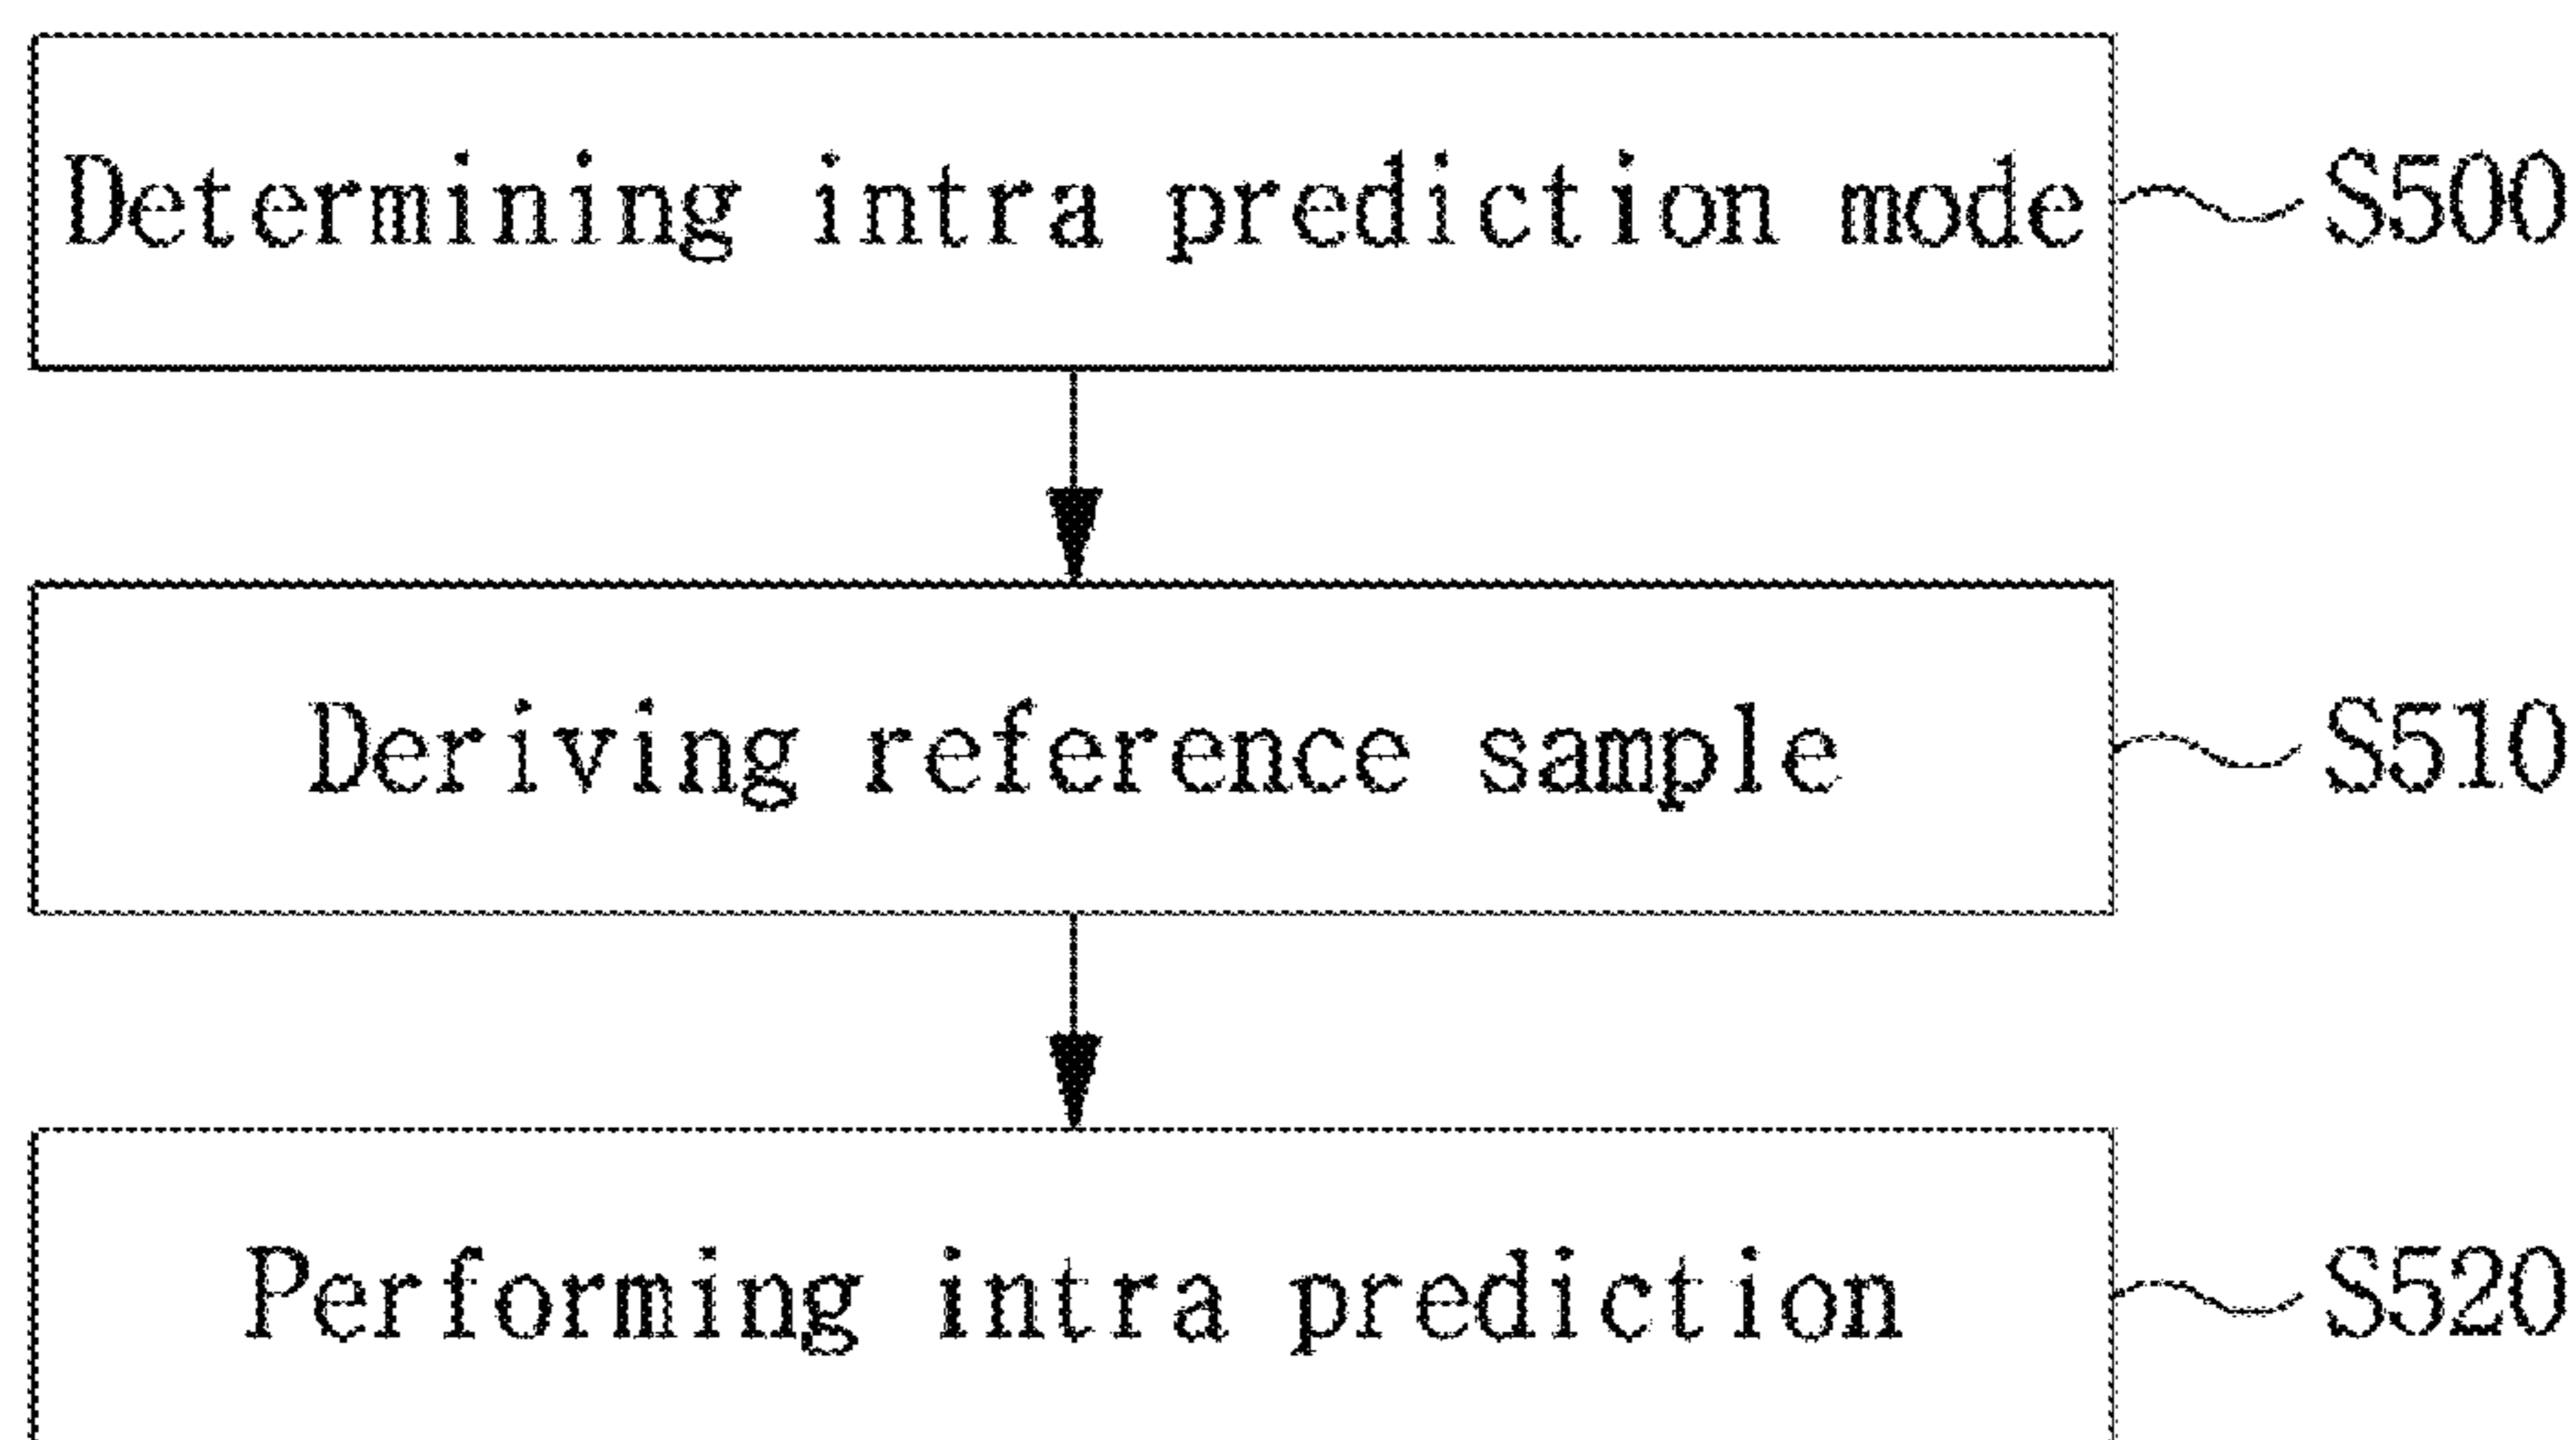 Determining intra prediction mode S500
Deriving reference sample S510
Performing intra prediction S520